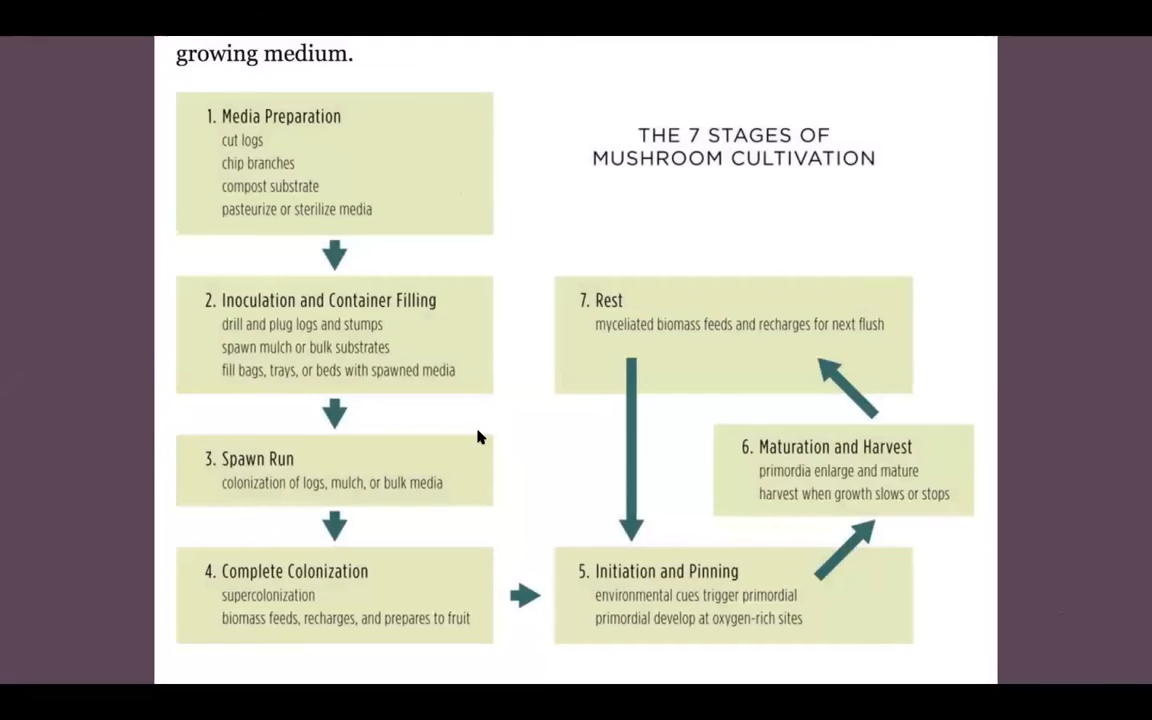 growing medium.
THE 7 STAGES OF
MUSHROOM CULTIVATION
1. Media Preparation
cut logs
chip branches
compost substrate
pasteurize or sterilize media
2. Inoculation and Container Filling
drill and plug logs and stumps
spawn mulch or bulk substrates
fill bags, trays, or beds with spawned media
3. Spawn Run
colonization of logs, mulch, or bulk media
4. Complete Colonization
supercolonization
biomass feeds, recharges, and prepares to fruit
5. Initiation and Pinning
environmental cues trigger primordial
primordial develop at oxygen-rich sites
6. Maturation and Harvest
primordia enlarge and mature
harvest when growth slows or stops
7. Rest
myceliated biomass feeds and recharges for next flush